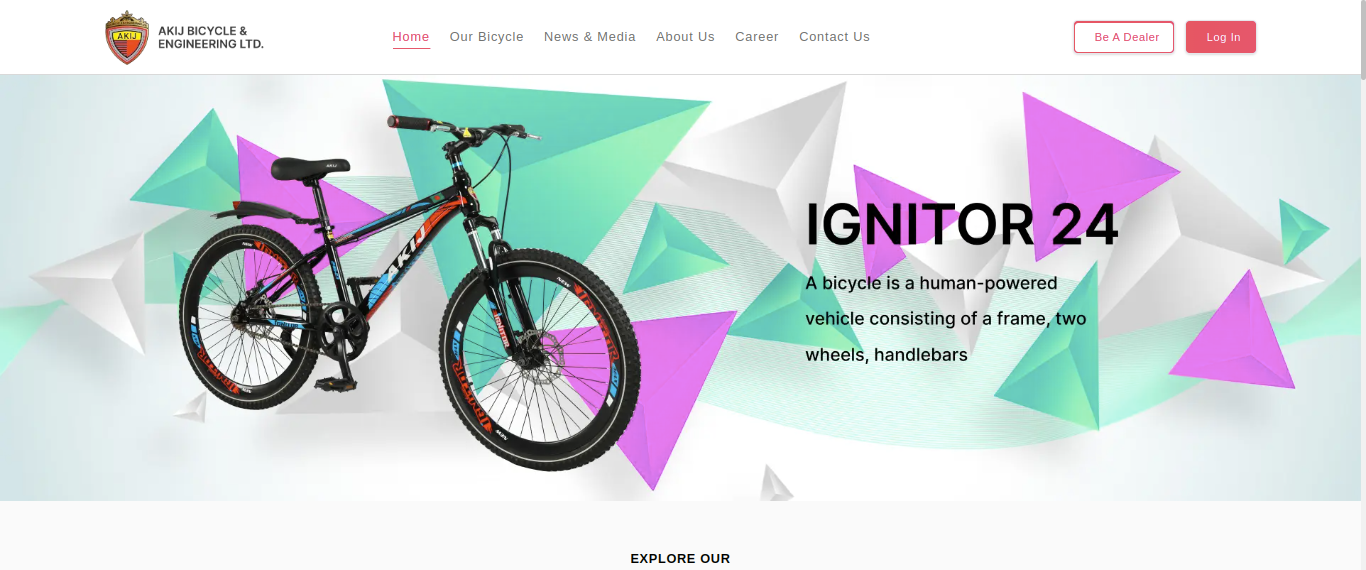 AKIJ
AKIJ BICYCLE &
ENGINEERING LTD.
Home
Our Bicycle
News & Media
About Us
Career
Contact Us
Be A Dealer
Log In
AKIJ
IGNITOR 24
A bicycle is a human-powered
vehicle consisting of a frame, two
wheels, handlebars
EXPLORE OUR